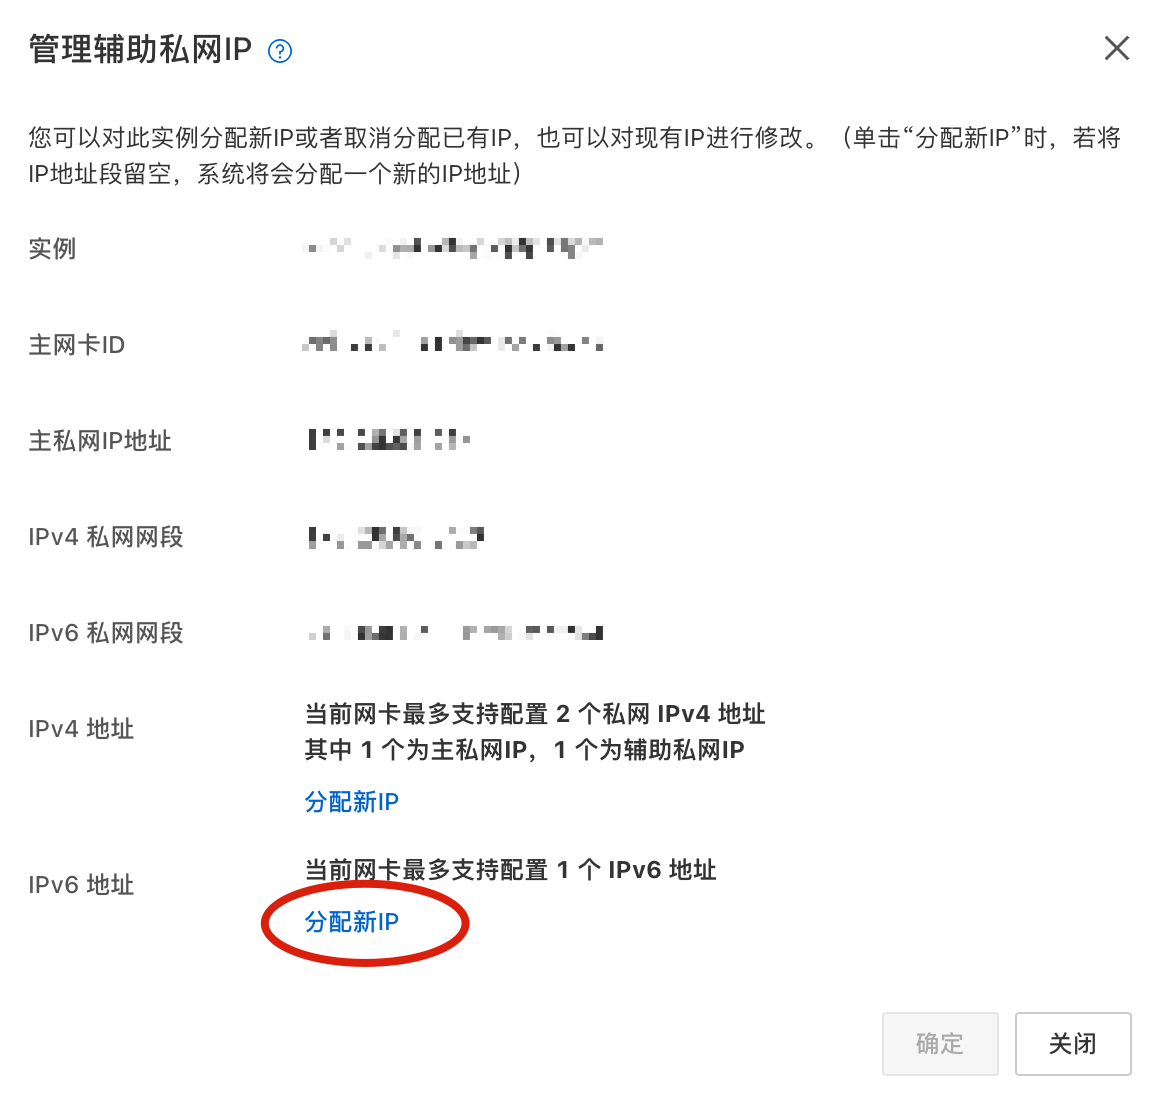 管理辅助私网IP
您可以对此实例分配新IP或者取消分配已有IP，也可以对现有IP进行修改。（单击“分配新IP”时，若将
IP地址段留空，系统将会分配一个新的IP地址）
实例
主网卡ID
主私网IP地址
IPv4 私网网段
IPv6 私网网段
IPv4 地址
当前网卡最多支持配置 2 个私网 IPv4 地址
其中 1 个为主私网IP，1 个为辅助私网IP
分配新IP
IPv6 地址
当前网卡最多支持配置 1 个 IPv6 地址
分配新IP
确定
关闭